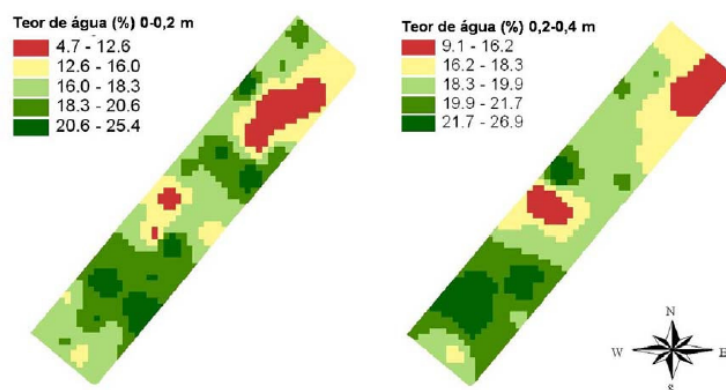 Teor de água (%) 0-0,2 m
4.7 - 12.6
12.6 - 16.0
16.0 - 18.3
18.3 - 20.6
20.6 - 25.4
Teor de água (%) 0,2-0,4 m
9.1 - 16.2
16.2 - 18.3
18.3 - 19.9
19.9 - 21.7
21.7 - 26.9
N
W
E
S